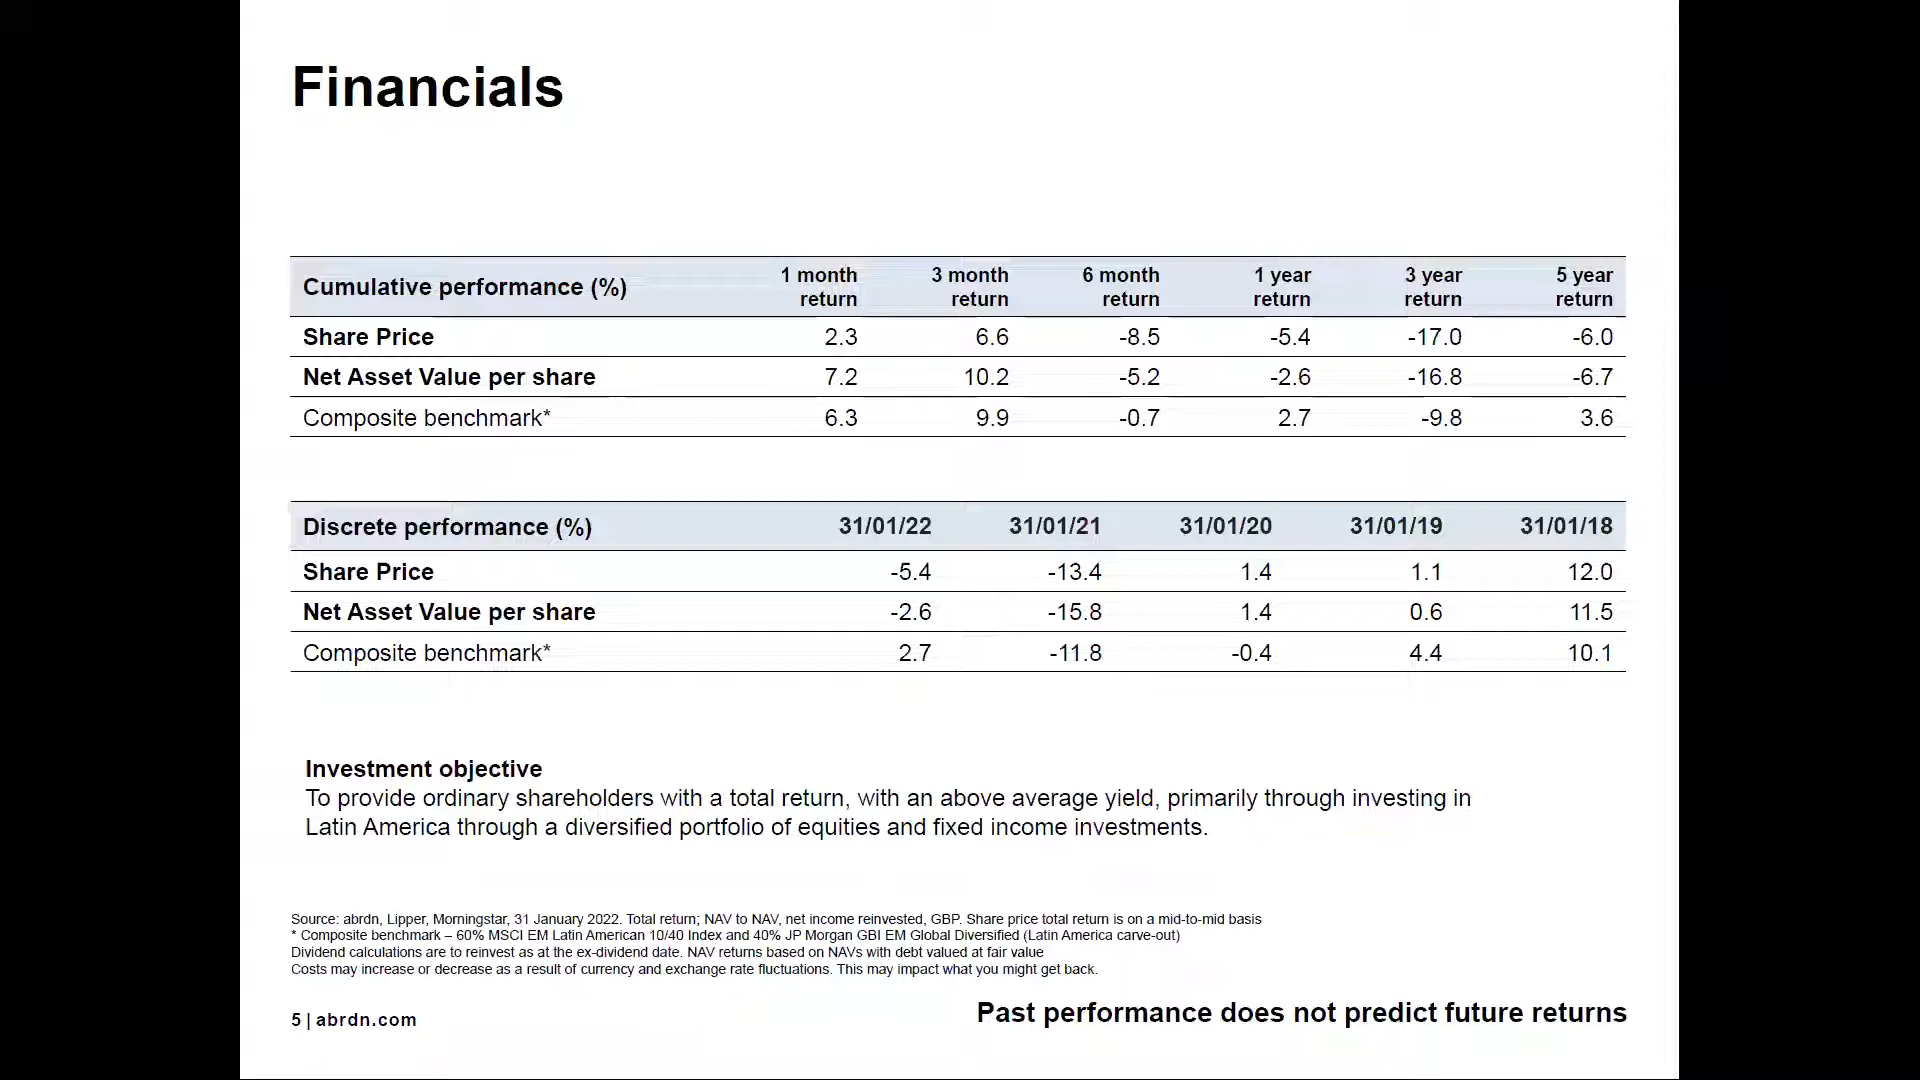 Financials
Cumulative performance (%) 1 month return 3 month return 6 month return 1 year return 3 year return 5 year return
Share Price 2.3 6.6 -8.5 -5.4 -17.0 -6.0
Net Asset Value per share 7.2 10.2 -5.2 -2.6 -16.8 -6.7
Composite benchmark* 6.3 9.9 -0.7 2.7 -9.8 3.6
Discrete performance (%) 31/01/22 31/01/21 31/01/20 31/01/19 31/01/18
Share Price -5.4 -13.4 1.4 1.1 12.0
Net Asset Value per share -2.6 -15.8 1.4 0.6 11.5
Composite benchmark* 2.7 -11.8 -0.4 4.4 10.1
Investment objective
To provide ordinary shareholders with a total return, with an above average yield, primarily through investing in
Latin America through a diversified portfolio of equities and fixed income investments.
Source: abrdn, Lipper, Morningstar, 31 January 2022. Total return; NAV to NAV, net income reinvested, GBP. Share price total return is on a mid-to-mid basis
* Composite benchmark – 60% MSCI EM Latin American 10/40 Index and 40% JP Morgan GBI EM Global Diversified (Latin America carve-out)
Dividend calculations are to reinvest as at the ex-dividend date. NAV returns based on NAVs with debt valued at fair value
Costs may increase or decrease as a result of currency and exchange rate fluctuations. This may impact what you might get back.
5 | abrdn.com
Past performance does not predict future returns